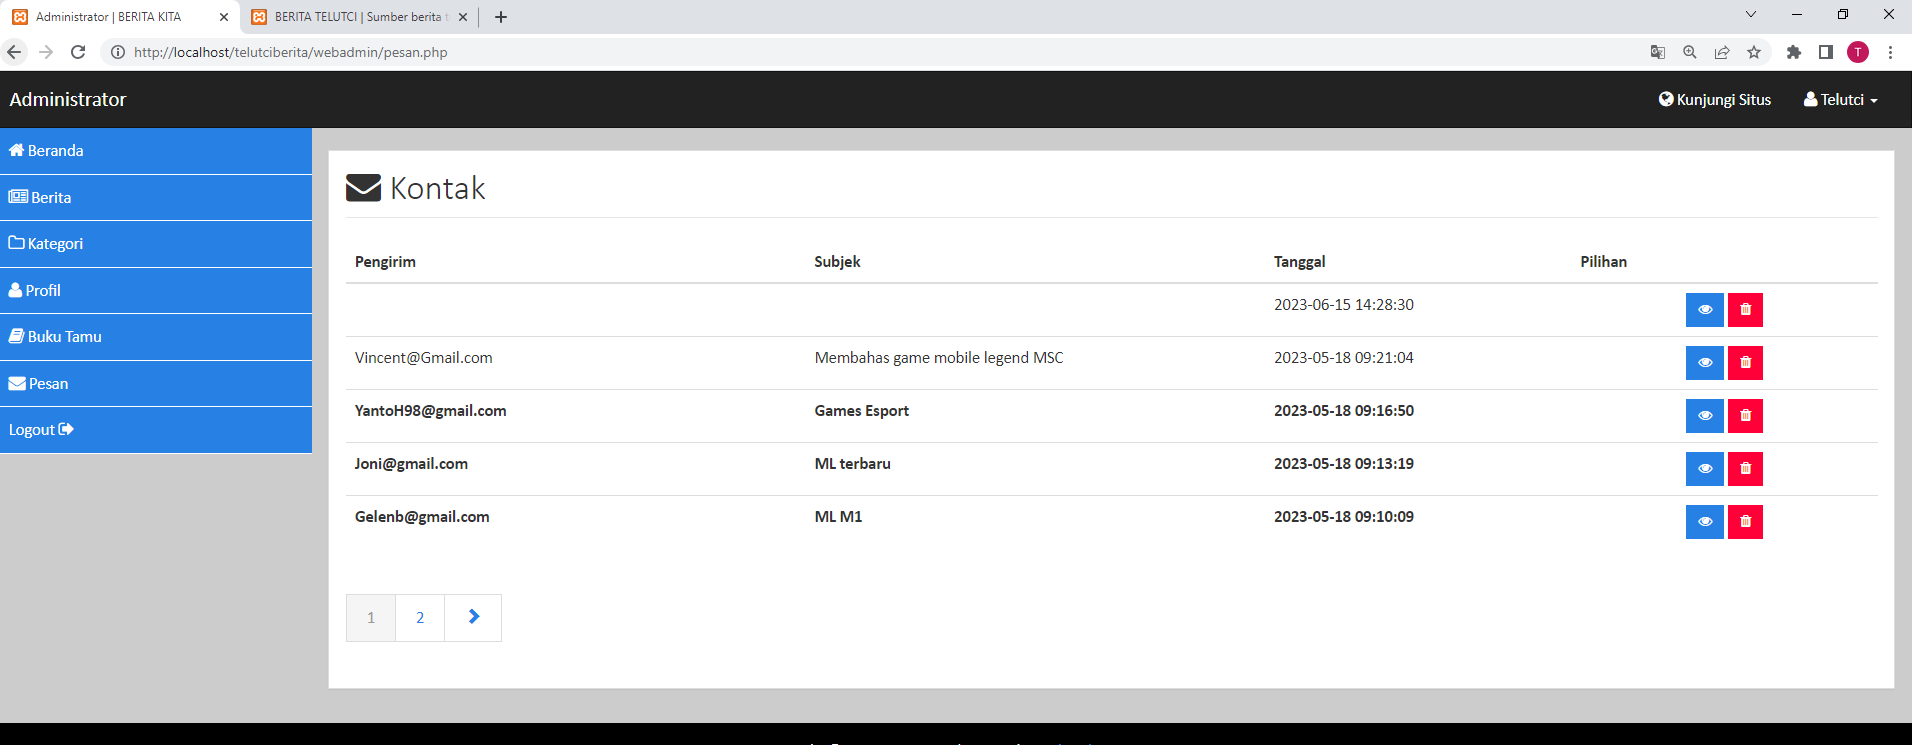 Administrator | BERITA KITA
BERITA TELUTCI | Sumber berita
http://localhost/telutciberita/webadmin/pesan.php
T
Administrator
Kunjungi Situs
Telutci
Beranda
Berita
Kategori
Profil
Buku Tamu
Pesan
Logout
Kontak
Pengirim Subjek Tanggal Pilihan
2023-06-15 14:28:30
Vincent@Gmail.com Membahas game mobile legend MSC 2023-05-18 09:21:04
YantoH98@gmail.com Games Esport 2023-05-18 09:16:50
Joni@gmail.com ML terbaru 2023-05-18 09:13:19
Gelenb@gmail.com ML M1 2023-05-18 09:10:09
1 2